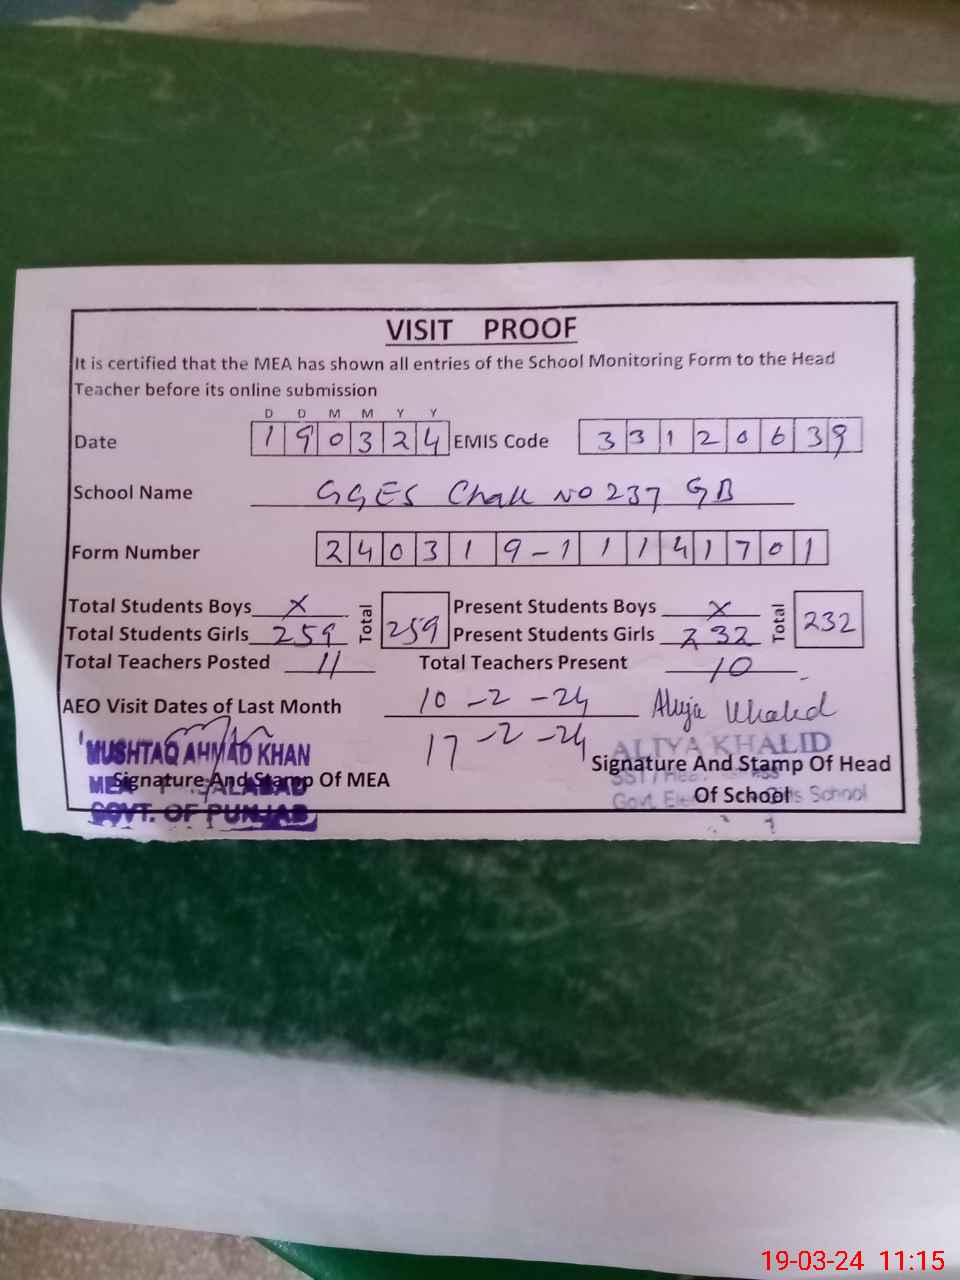 VISIT PROOF
It is certified that the MEA has shown all entries of the School Monitoring Form to the Head
Teacher before its online submission
D D M M Y Y
Date 190324 EMIS Code 33120639
School Name GGES Chak NO 237 GB
Form Number 240319-11141701
Total Students Boys X Total 259 Present Students Boys X Total 232
Total Students Girls 259 Present Students Girls 232
Total Teachers Posted 11 Total Teachers Present 10
AEO Visit Dates of Last Month 10-2-24 Aliya Khalid
17-2-24
MUSHTAQ AHMAD KHAN ALIYA KHALID
Signature And Stamp Of MEA Signature And Stamp Of Head
Of School
GOVT. OF PUNJAB Govt. Girls School
19-03-24 11:15